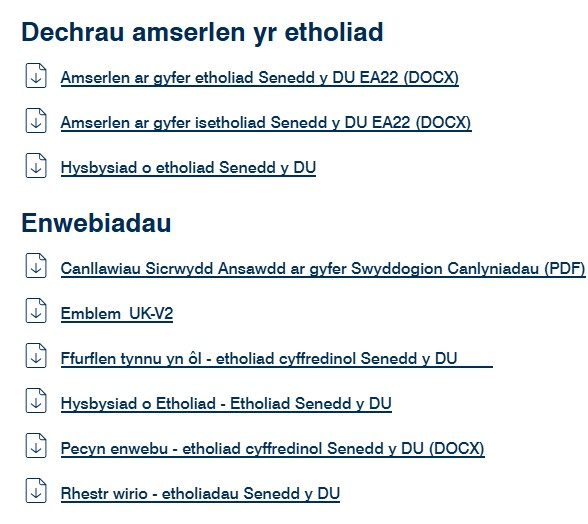 Dechrau amserlen yr etholiad
Amserlen ar gyfer etholiad Senedd y DU EA22 (DOCX)
Amserlen ar gyfer isetholiad Senedd y DU EA22 (DOCX)
Hysbysiad o etholiad Senedd y DU
Enwebiadau
Canllawiau Sicrwydd Ansawdd ar gyfer Swyddogion Canlyniadau (PDF)
Emblem UK-V2
Ffurflen tynnu yn ôl - etholiad cyffredinol Senedd y DU
Hysbysiad o Etholiad - Etholiad Senedd y DU
Pecyn enwebu - etholiad cyffredinol Senedd y DU (DOCX)
Rhestr wirio - etholiadau Senedd y DU